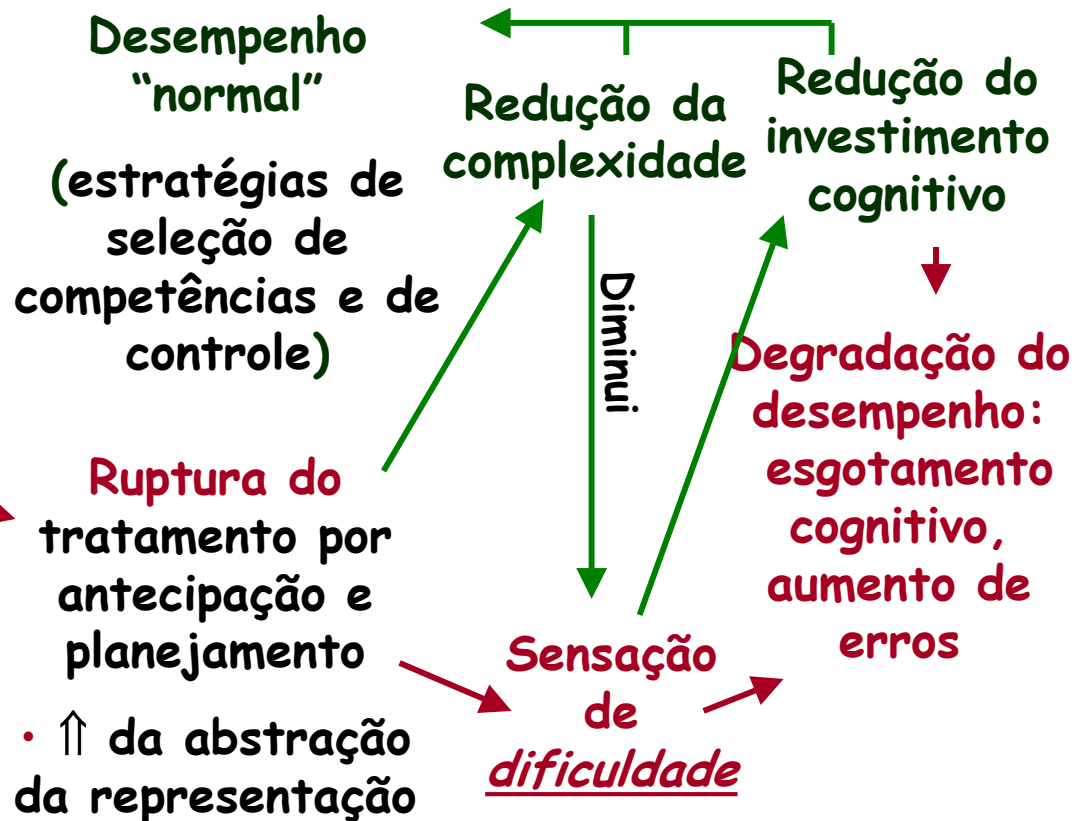 Desempenho
“normal”
(estratégias de
seleção de
competências e de
controle)
Ruptura do
tratamento por
antecipação e
planejamento
• ⇑ da abstração
da representação
Redução da
complexidade
Diminui
Sensação
de
dificuldade
Redução do
investimento
cognitivo
Degradação do
desempenho:
esgotamento
cognitivo,
aumento de
erros